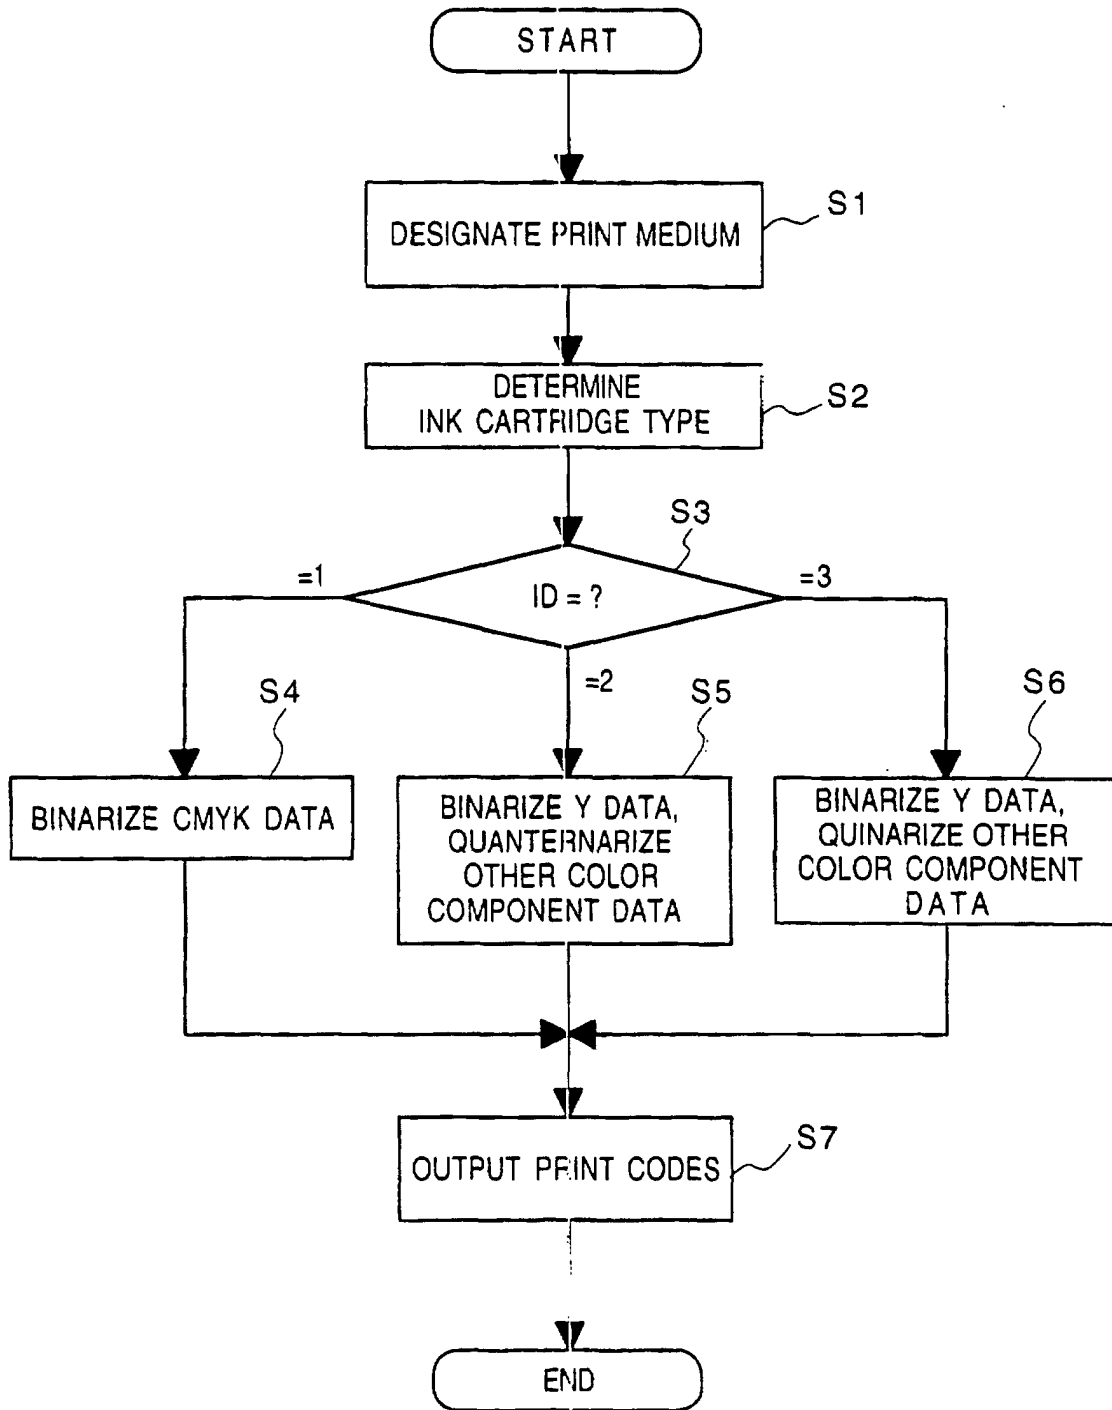 START
S1
DESIGNATE PRINT MEDIUM
DETERMINE
INK CARTRIDGE TYPE
S2
S3
=1
ID = ?
=3
=2
S4
S5
S6
BINARIZE CMYK DATA
BINARIZE Y DATA,
QUANTERNARIZE
OTHER COLOR
COMPONENT DATA
BINARIZE Y DATA,
QUINARIZE OTHER
COLOR COMPONENT
DATA
S7
OUTPUT PRINT CODES
END